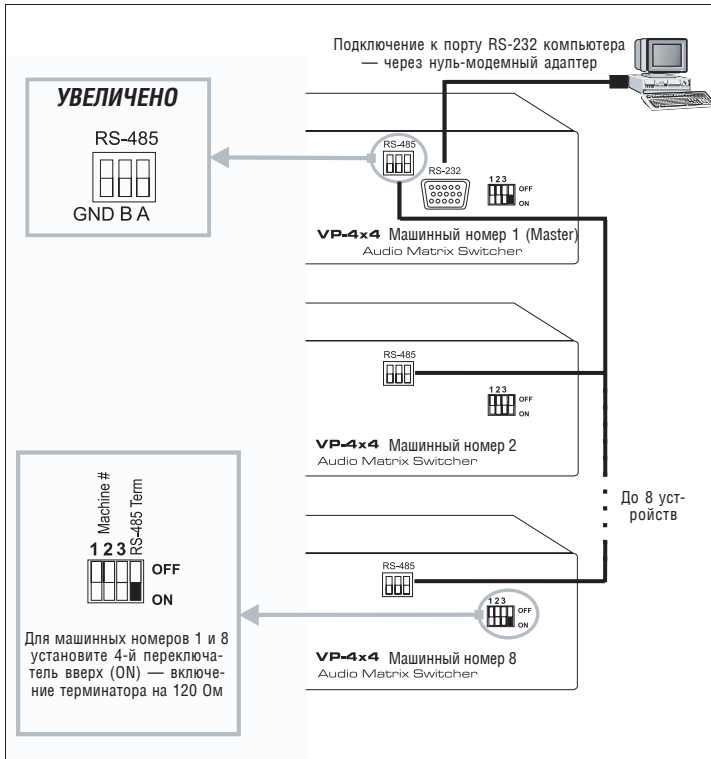 Подключение к порту RS-232 компьютера
— через нуль-модемный адаптер
УВЕЛИЧЕНО
RS-485
GND B A
RS-485
RS-232
1 2 3
OFF
ON
VP-4x4 Машинный номер 1 (Master)
Audio Matrix Switcher
RS-485
1 2 3
OFF
ON
VP-4x4 Машинный номер 2
Audio Matrix Switcher
До 8 уст-
ройств
Machine #
RS-485 Term
1 2 3
OFF
ON
Для машинных номеров 1 и 8
установите 4-й переключа-
тель вверх (ON) — включе-
ние терминатора на 120 Ом
RS-485
1 2 3
OFF
ON
VP-4x4 Машинный номер 8
Audio Matrix Switcher